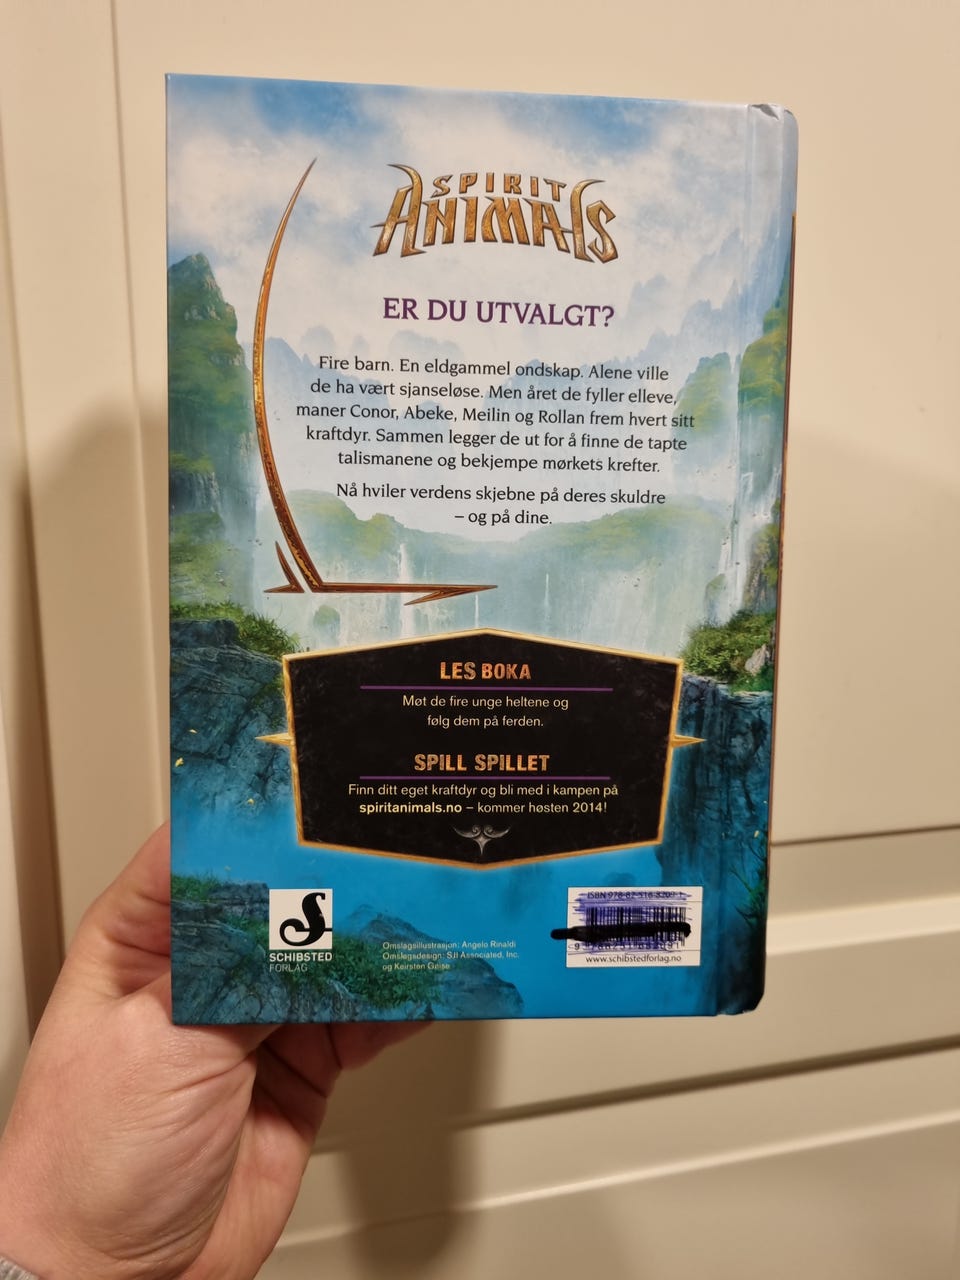 SPIRIT
ANIMALS
ER DU UTVALGT?
Fire barn. En eldgammel ondskap. Alene ville
de ha vært sjanseløse. Men året de fyller elleve,
maner Conor, Abeke, Meilin og Rollan frem hvert sitt
kraftdyr. Sammen legger de ut for å finne de tapte
talismanene og bekjempe mørkets krefter.
Nå hviler verdens skjebne på deres skuldre
– og på dine.
LES BOKA
Møt de fire unge heltene og
følg dem på ferden.
SPILL SPILLET
Finn ditt eget kraftdyr og bli med i kampen på
spiritanimals.no – kommer høsten 2014!
SCHIBSTED
FORLAG
Omslagsillustrasjon: Angelo Rinaldi
Omslagsdesign: SJI Associated, Inc.
og Keirsten Geise
ISBN
www.schibstedforlag.no